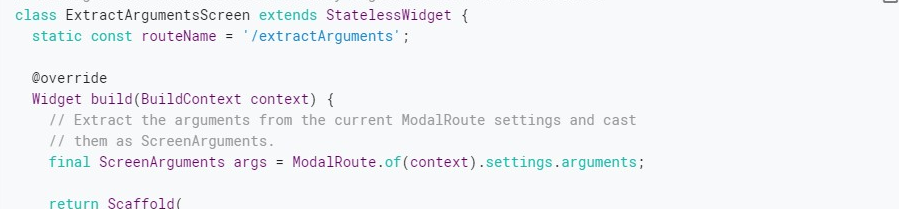 class ExtractArgumentsScreen extends StatelessWidget {
  static const routeName = '/extractArguments';

  @override
  Widget build(BuildContext context) {
    // Extract the arguments from the current ModalRoute settings and cast
    // them as ScreenArguments.
    final ScreenArguments args = ModalRoute.of(context).settings.arguments;

    return Scaffold(